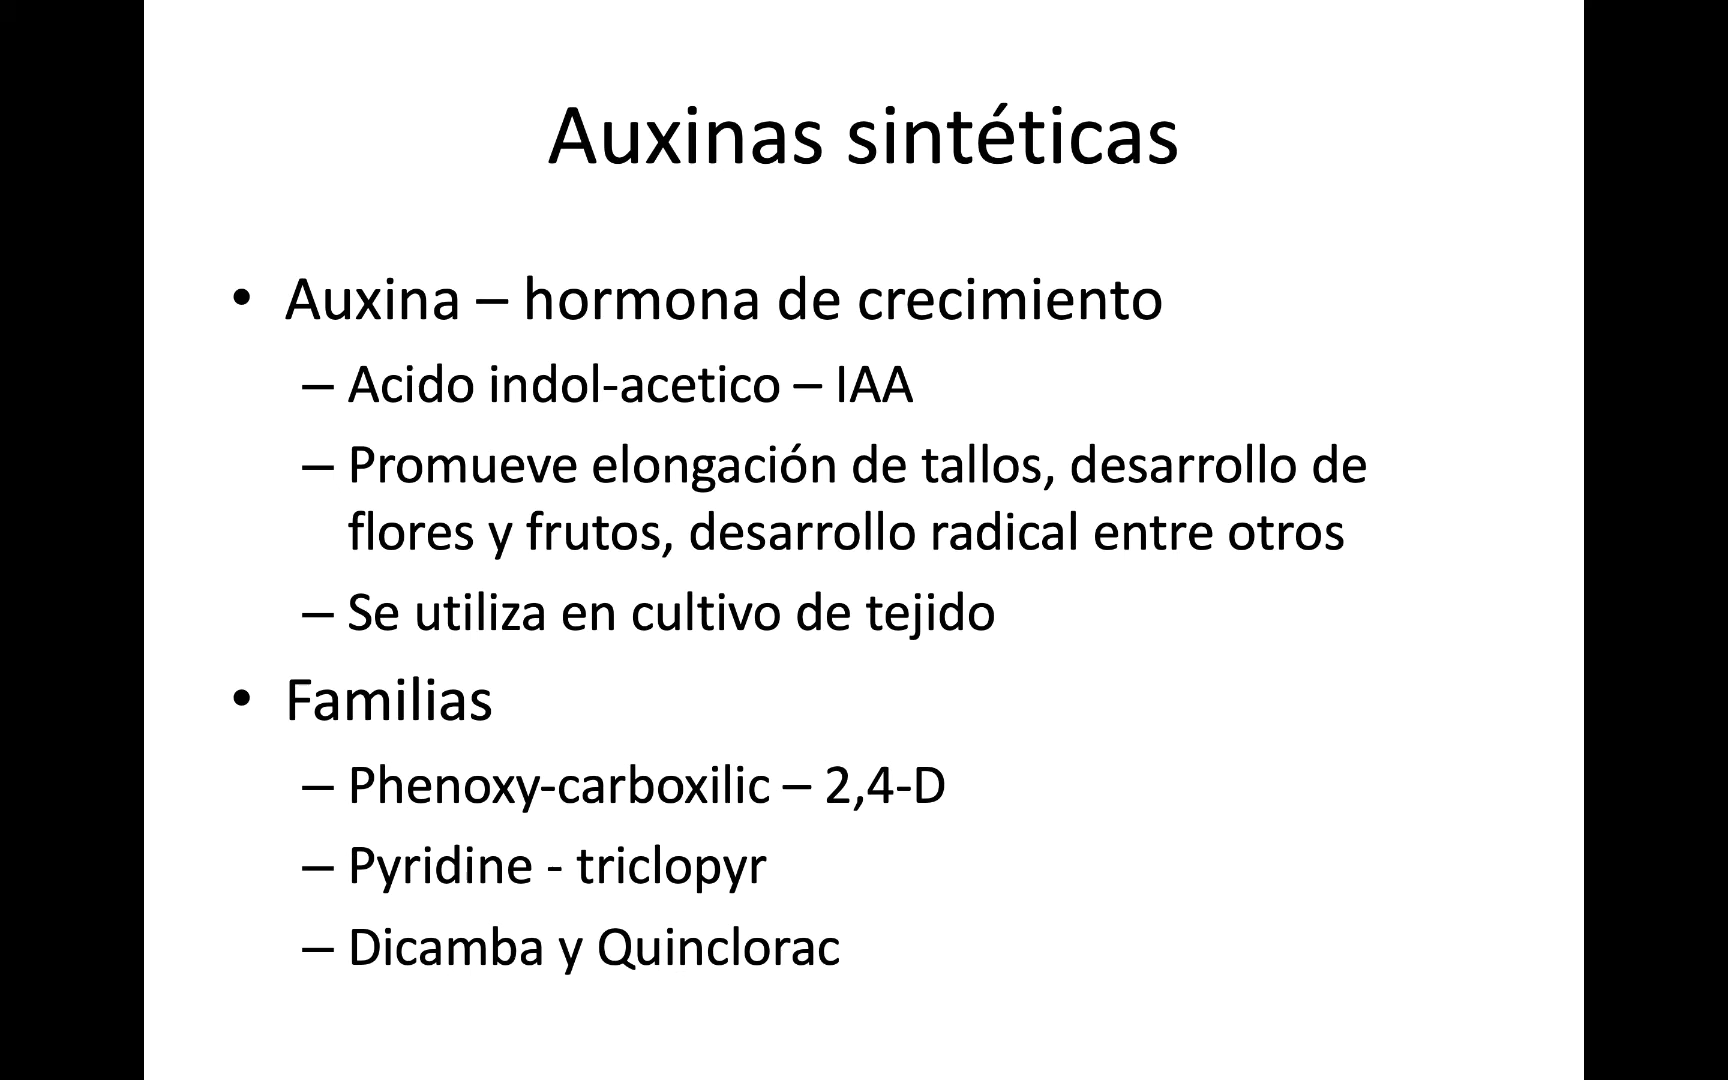 Auxinas sintéticas
• Auxina – hormona de crecimiento
– Acido indol-acetico – IAA
– Promueve elongación de tallos, desarrollo de
flores y frutos, desarrollo radical entre otros
– Se utiliza en cultivo de tejido
• Familias
– Phenoxy-carboxilic – 2,4-D
– Pyridine - triclopyr
– Dicamba y Quinclorac